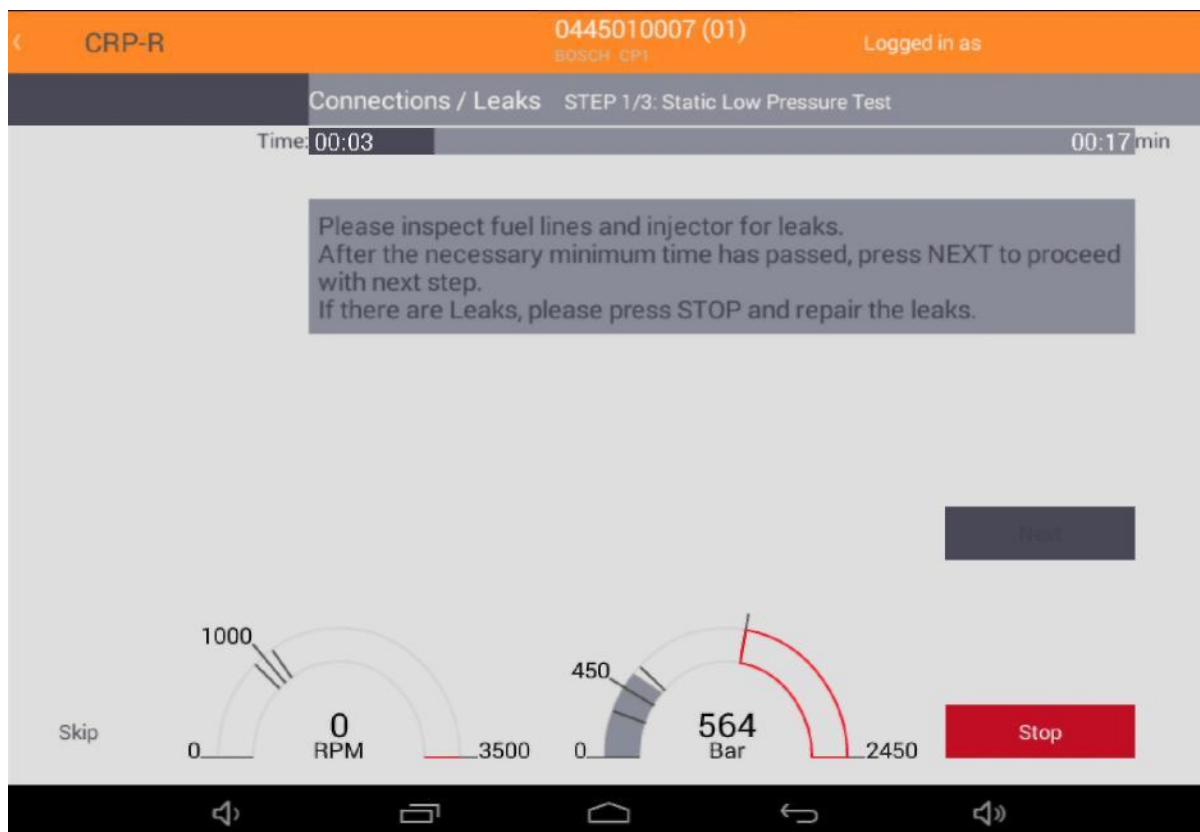 CRP-R
0445010007 (01)
BOSCH CP1
Logged in as
Connections / Leaks STEP 1/3: Static Low Pressure Test
Time: 00:03 00:17 min
Please inspect fuel lines and injector for leaks.
After the necessary minimum time has passed, press NEXT to proceed
with next step.
If there are Leaks, please press STOP and repair the leaks.
Next
1000
0
RPM
0
3500
450
564
Bar
0
2450
Skip
Stop